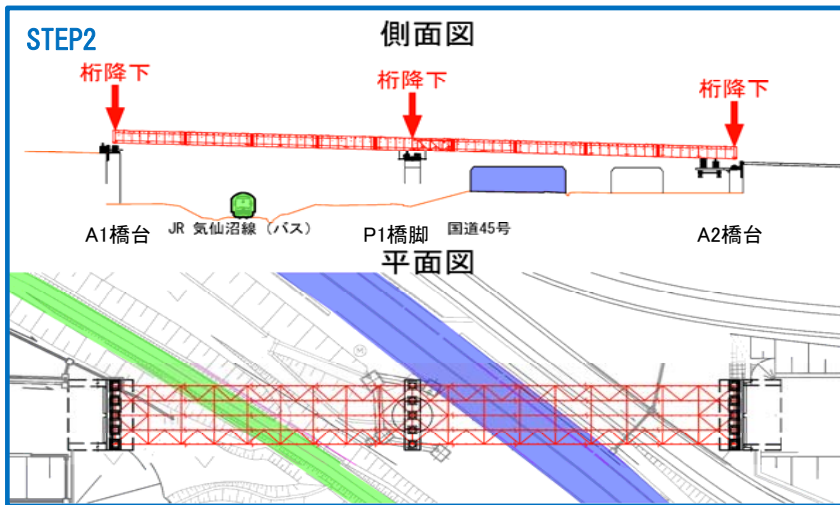 STEP2
側面図
桁降下
桁降下
桁降下
A1橋台
JR 気仙沼線（バス）
P1橋脚
国道45号
A2橋台
平面図